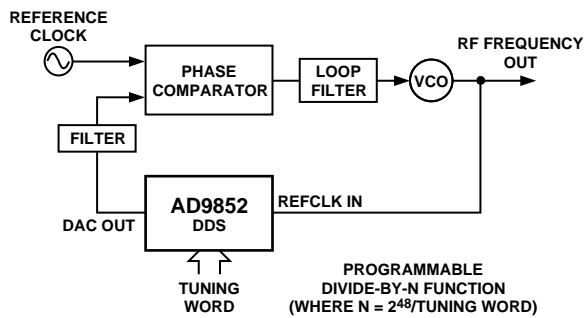 REFERENCE
CLOCK
PHASE
COMPARATOR
LOOP
FILTER
VCO
RF FREQUENCY
OUT
FILTER
DAC OUT
AD9852
DDS
REFCLK IN
TUNING
WORD
PROGRAMMABLE
DIVIDE-BY-N FUNCTION
(WHERE N = 2⁴⁸/TUNING WORD)